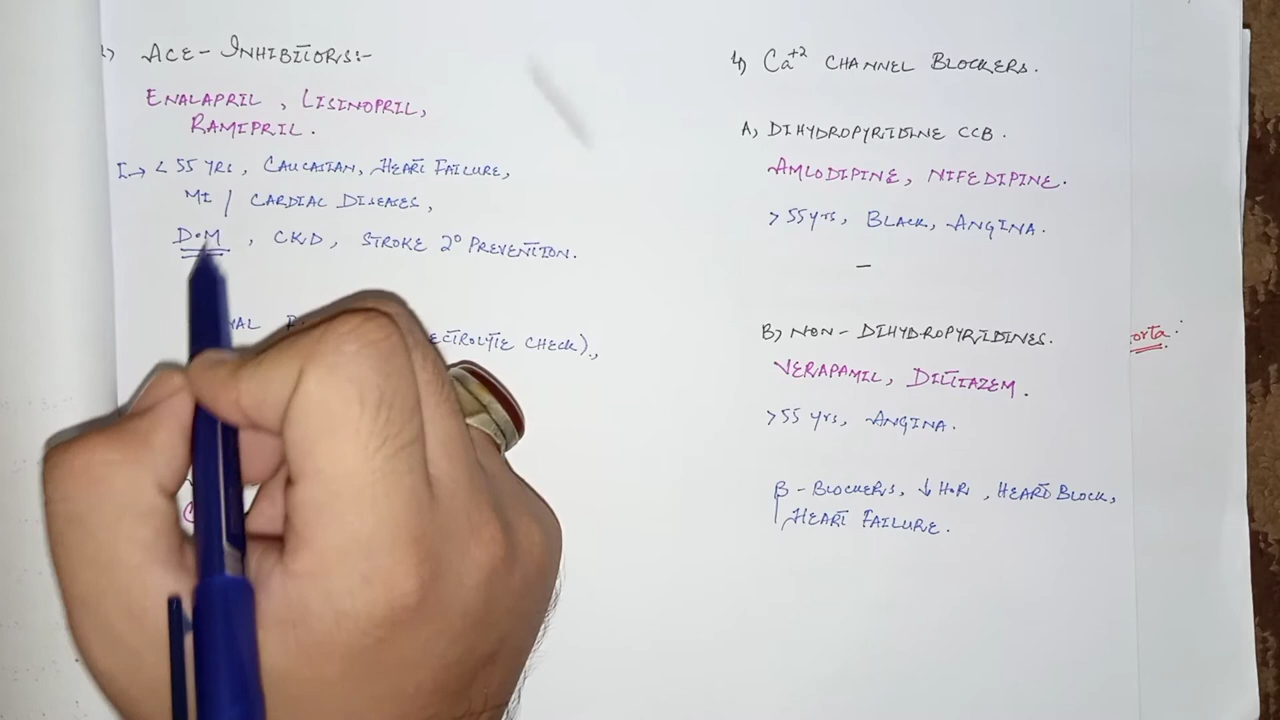 ACE - INHIBITORS:-
ENALAPRIL, LISINOPRIL,
RAMIPRIL.
I→ < 55 YRS, CAUCASIAN, HEART FAILURE,
MI / CARDIAL DISEASES,
D.M, CKD, STROKE 2° PREVENTION.
ECTROLYTE CHECK).,
4) Ca+2 CHANNEL BLOCKERS.
A) DIHYDROPYRIDINE CCB.
AMLODIPINE, NIFEDIPINE.
> 55 yrs, BLACK, ANGINA.
—
B) NON - DIHYDROPYRIDINES.
VERAPAMIL, DILTIAZEM.
> 55 yrs, ANGINA.
β - BLOCKERS, ↓ H.R, HEART BLOCK,
HEART FAILURE.
orta: